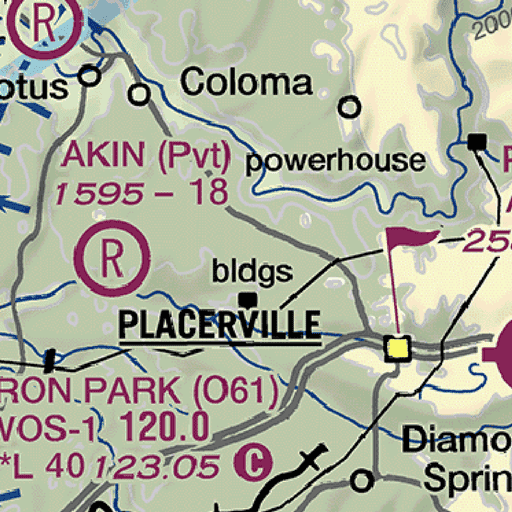 R
200
otus
Coloma
AKIN (Pvt)
1595 – 18
powerhouse
R
25
bldgs
PLACERVILLE
RON PARK (O61)
WOS-1 120.0
*L 40 123.05 C
Diamo
Sprin